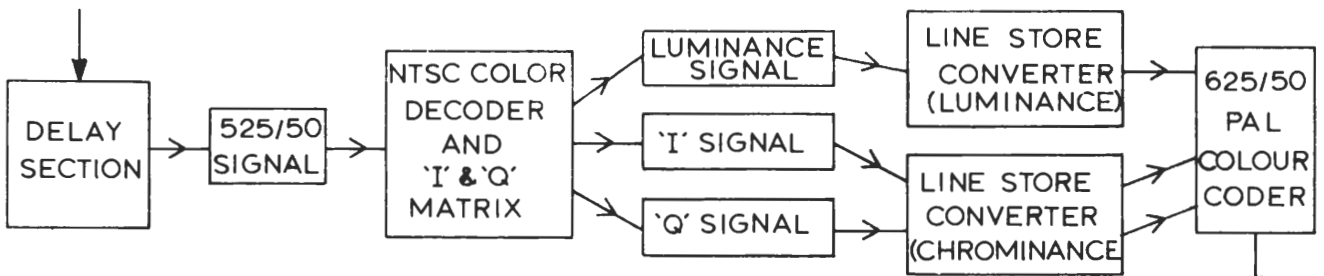 DELAY
SECTION
525/50
SIGNAL
NTSC COLOR
DECODER
AND
'I' & 'Q'
MATRIX
LUMINANCE
SIGNAL
'I' SIGNAL
'Q' SIGNAL
LINE STORE
CONVERTER
(LUMINANCE)
LINE STORE
CONVERTER
(CHROMINANCE
625/50
PAL
COLOUR
CODER